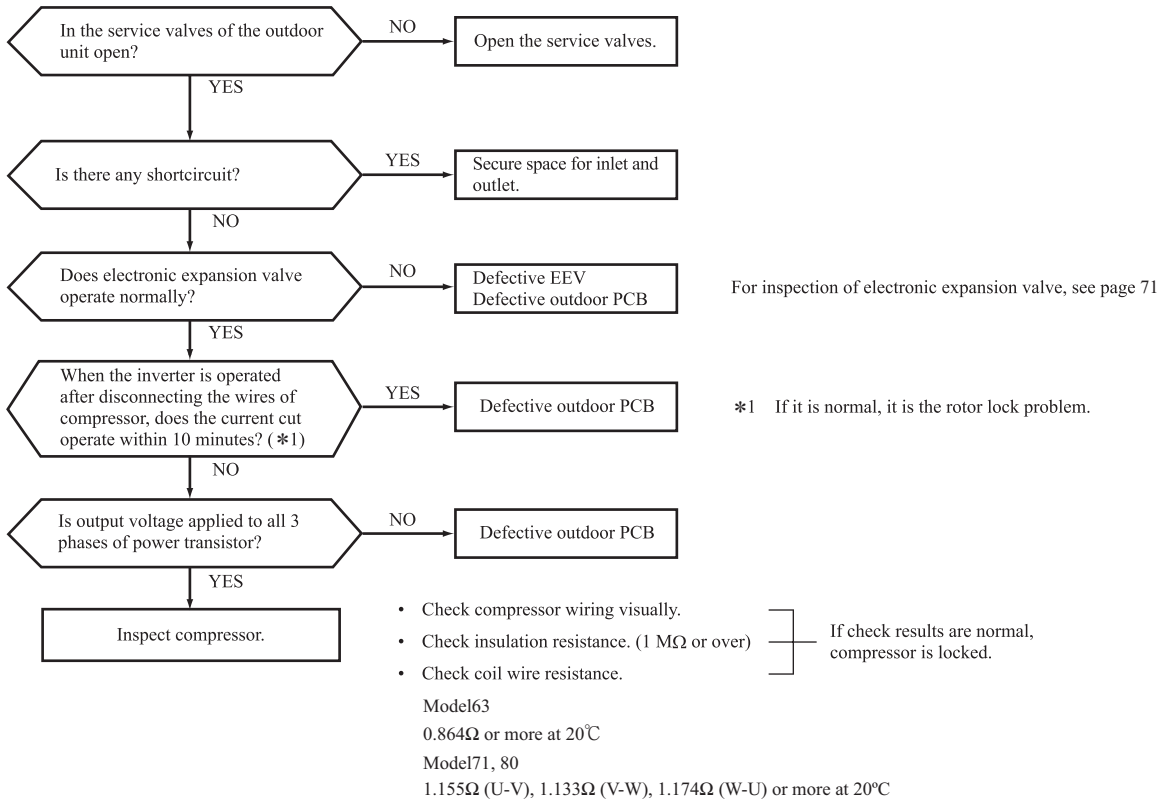 In the service valves of the outdoor
unit open?
NO
Open the service valves.
YES
Is there any shortcircuit?
YES
Secure space for inlet and
outlet.
NO
Does electronic expansion valve
operate normally?
NO
Defective EEV
Defective outdoor PCB
For inspection of electronic expansion valve, see page 71
YES
When the inverter is operated
after disconnecting the wires of
compressor, does the current cut
operate within 10 minutes? (∗1)
YES
Defective outdoor PCB
∗1 If it is normal, it is the rotor lock problem.
NO
Is output voltage applied to all 3
phases of power transistor?
NO
Defective outdoor PCB
YES
Inspect compressor.
• Check compressor wiring visually.
• Check insulation resistance. (1 MΩ or over)
• Check coil wire resistance.
If check results are normal,
compressor is locked.
Model63
0.864Ω or more at 20℃
Model71, 80
1.155Ω (U-V), 1.133Ω (V-W), 1.174Ω (W-U) or more at 20ºC